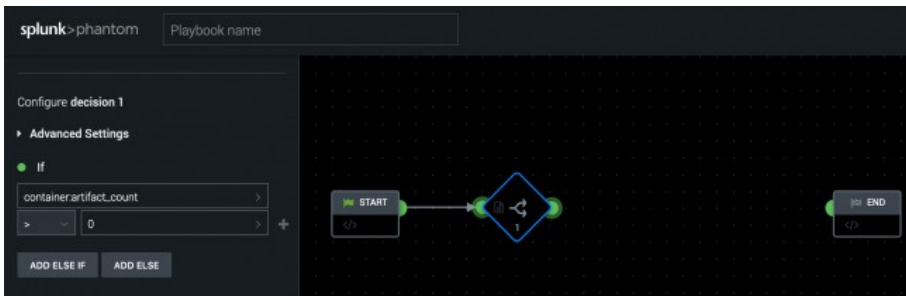 splunk>phantom
Playbook name
Configure decision 1
Advanced Settings
If
container:artifact_count
> 0
ADD ELSE IF ADD ELSE
START
</>
1
END
</>